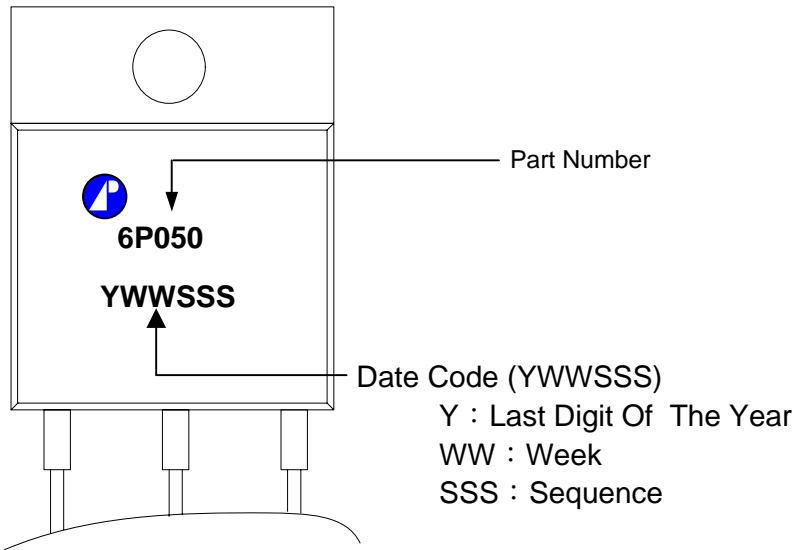 Part Number
6P050
YWWSSS
Date Code (YWWSSS)
Y：Last Digit Of The Year
WW：Week
SSS：Sequence